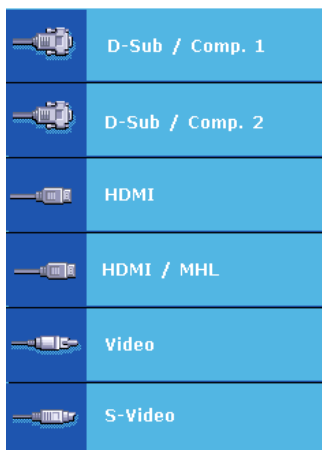 D-Sub / Comp. 1
D-Sub / Comp. 2
HDMI
HDMI / MHL
Video
S-Video